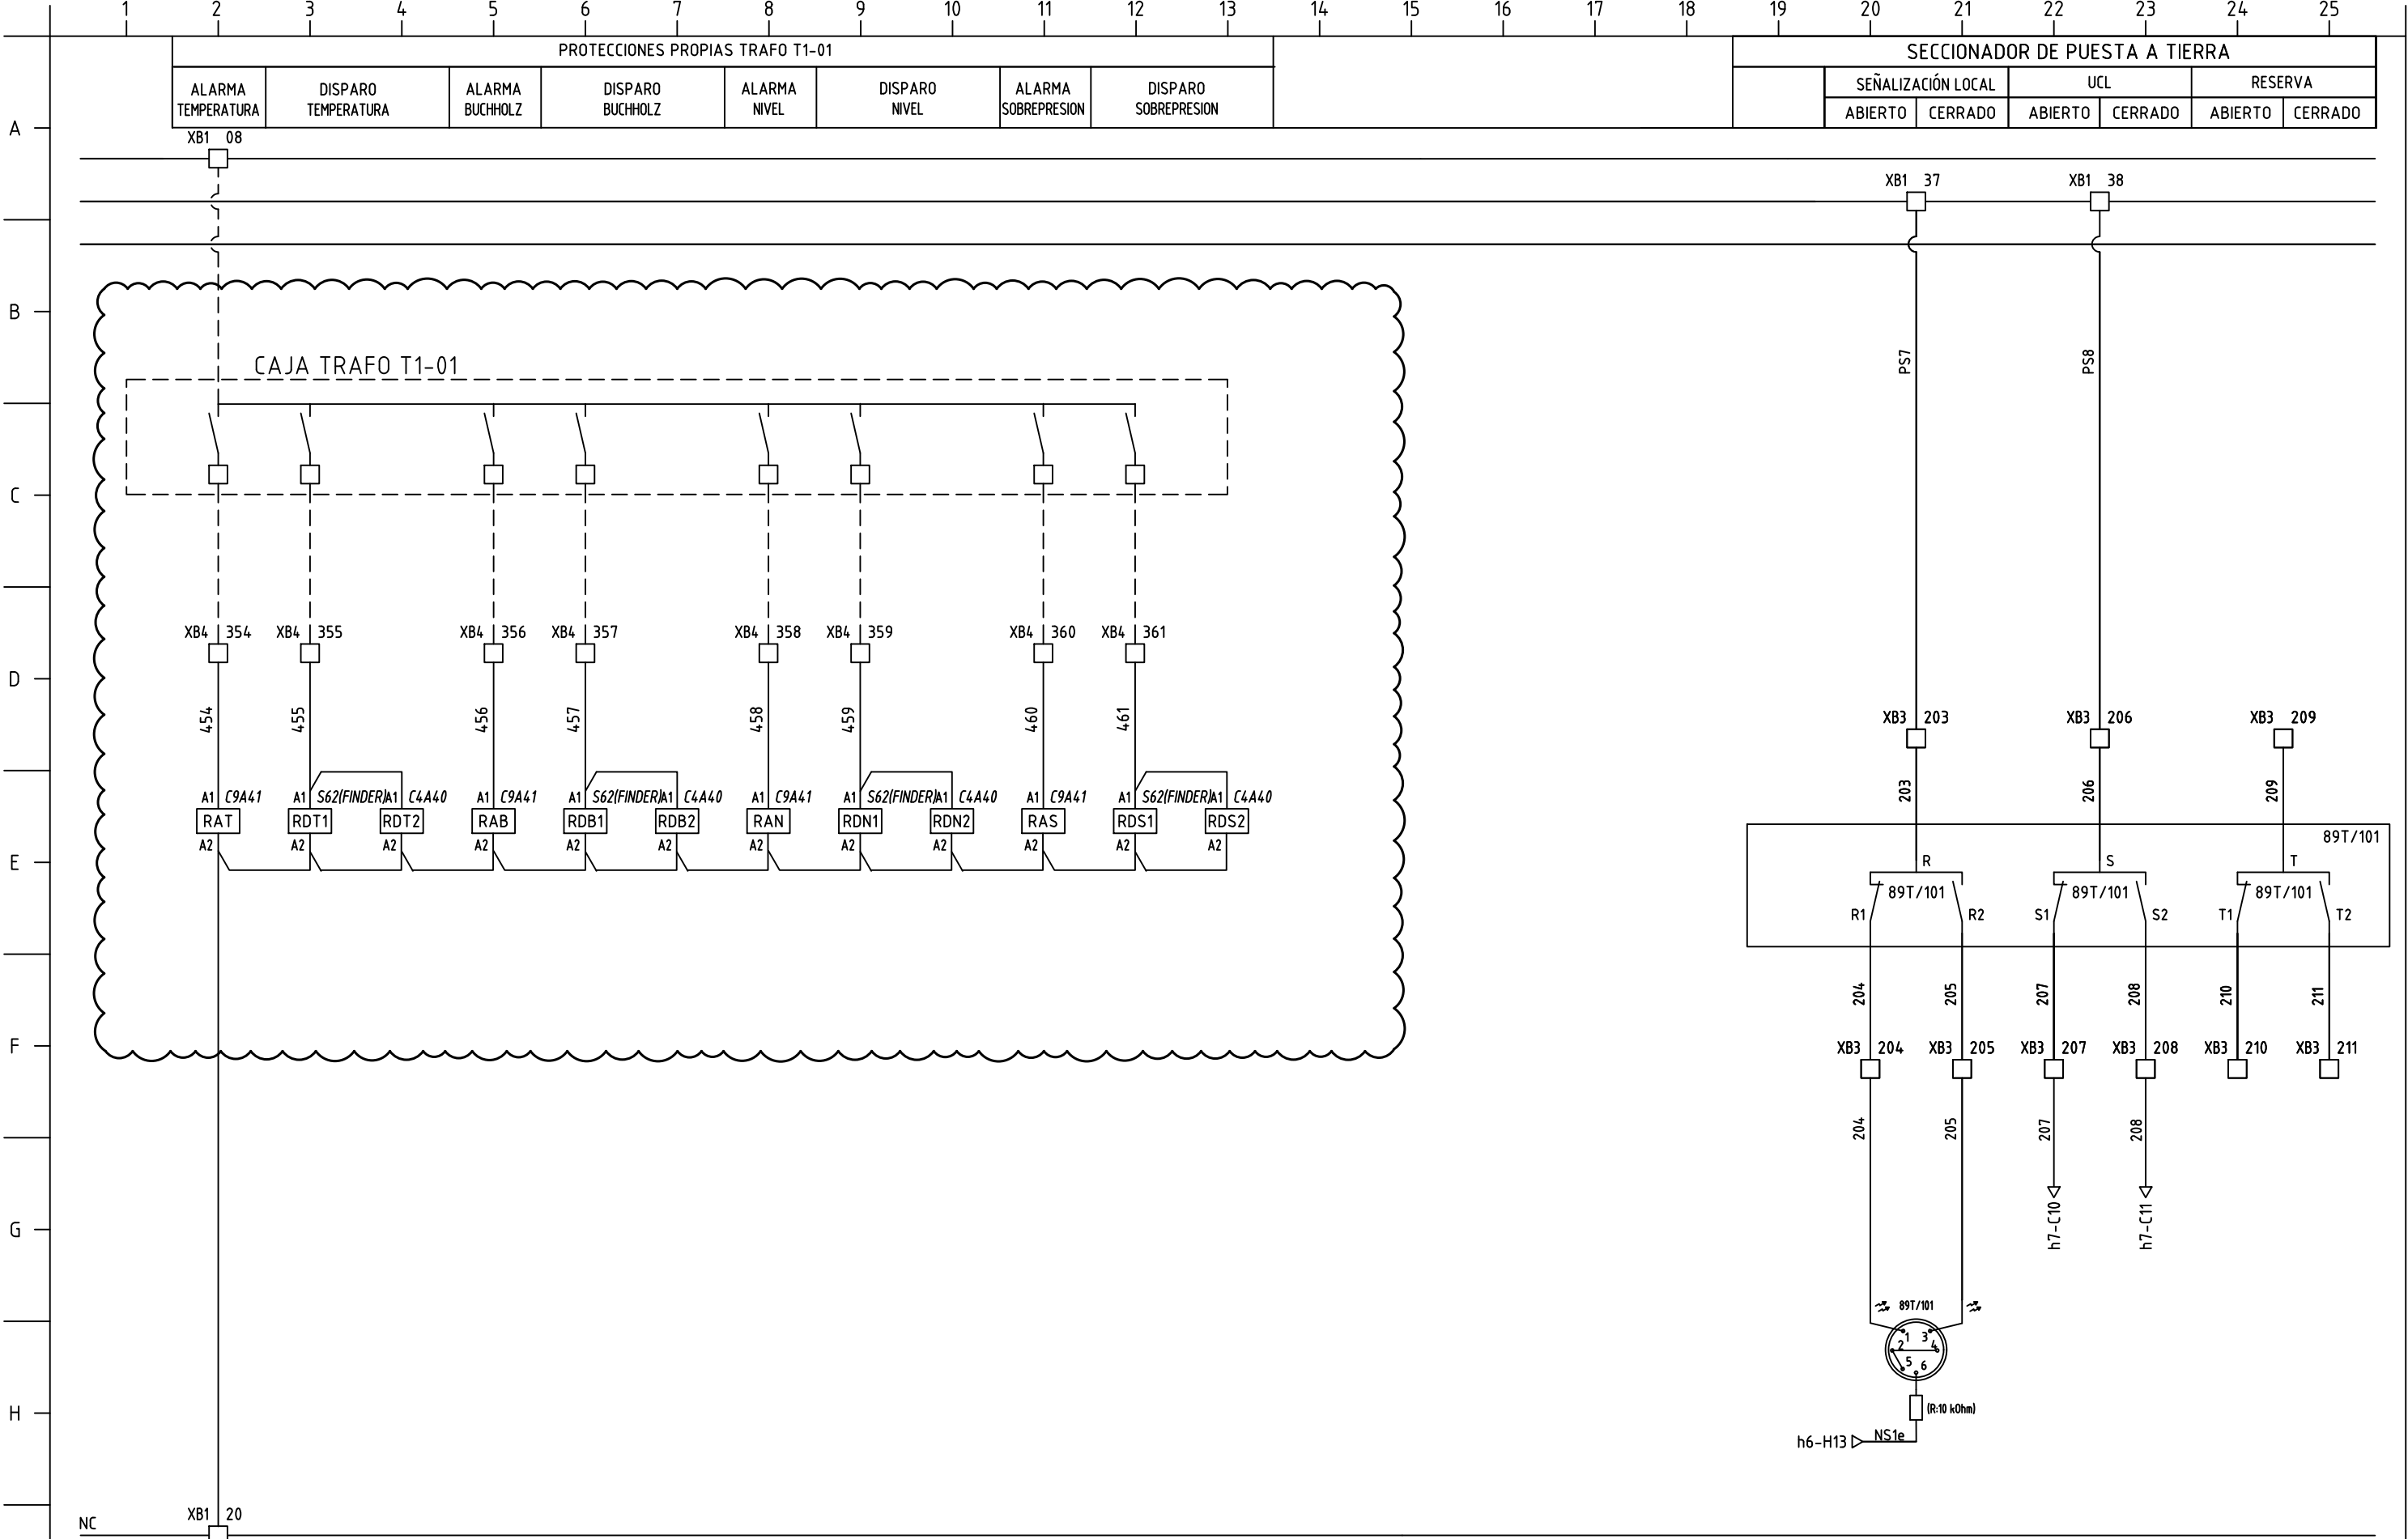 1 2 3 4 5 6 7 8 9 10 11 12 13 14 15 16 17 18 19 20 21 22 23 24 25
PROTECCIONES PROPIAS TRAFO T1-01
SECCIONADOR DE PUESTA A TIERRA
ALARMA TEMPERATURA
DISPARO TEMPERATURA
ALARMA BUCHHOLZ
DISPARO BUCHHOLZ
ALARMA NIVEL
DISPARO NIVEL
ALARMA SOBREPRESION
DISPARO SOBREPRESION
SEÑALIZACIÓN LOCAL UCL RESERVA
ABIERTO CERRADO ABIERTO CERRADO ABIERTO CERRADO
A
XB1 08
XB1 37 XB1 38
B
PS7 PS8
CAJA TRAFO T1-01
C
XB4 354 XB4 355 XB4 356 XB4 357 XB4 358 XB4 359 XB4 360 XB4 361
D
454 455 456 457 458 459 460 461
XB3 203 XB3 206 XB3 209
203 206 209
A1 C9A41 A1 S62(FINDER) A1 C4A40 A1 C9A41 A1 S62(FINDER) A1 C4A40 A1 C9A41 A1 S62(FINDER) A1 C4A40 A1 C9A41 A1 S62(FINDER) A1 C4A40
RAT RDT1 RDT2 RAB RDB1 RDB2 RAN RDN1 RDN2 RAS RDS1 RDS2
A2 A2 A2 A2 A2 A2 A2 A2 A2 A2 A2 A2
89T/101
E
R S T
89T/101 89T/101 89T/101
R1 R2 S1 S2 T1 T2
204 205 207 208 210 211
F
XB3 204 XB3 205 XB3 207 XB3 208 XB3 210 XB3 211
204 205 207 208
G
h7-C10 h7-C11
89T/101
1 3
2 4
5 6
H
(R:10 kOhm)
h6-H13 NS1e
XB1 20
NC